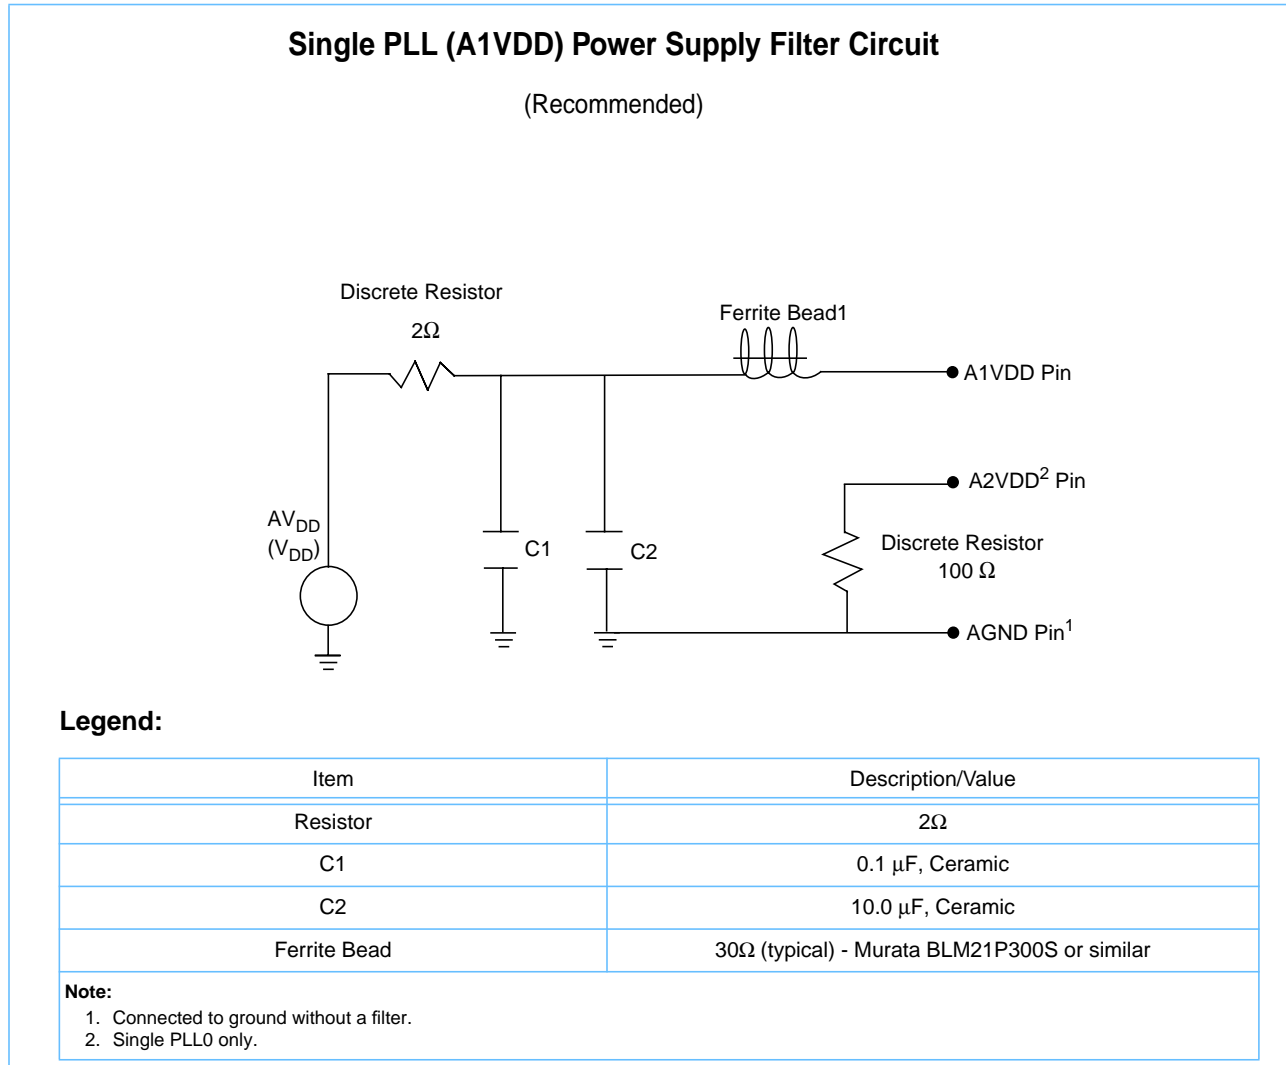 Single PLL (A1VDD) Power Supply Filter Circuit
(Recommended)
Discrete Resistor
2Ω
Ferrite Bead1
A1VDD Pin
A2VDD2 Pin
AVDD
(VDD)
C1
C2
Discrete Resistor
100 Ω
AGND Pin1
Legend:
Item Description/Value
Resistor 2Ω
C1 0.1 μF, Ceramic
C2 10.0 μF, Ceramic
Ferrite Bead 30Ω (typical) - Murata BLM21P300S or similar
Note:
1. Connected to ground without a filter.
2. Single PLL0 only.